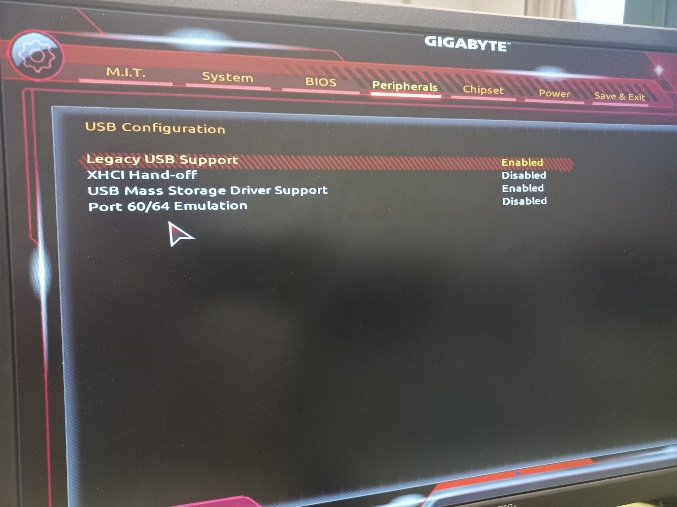 GIGABYTE™
M.I.T. System BIOS Peripherals Chipset Power Save & Exit
USB Configuration
Legacy USB Support Enabled
XHCI Hand-off Disabled
USB Mass Storage Driver Support Enabled
Port 60/64 Emulation Disabled